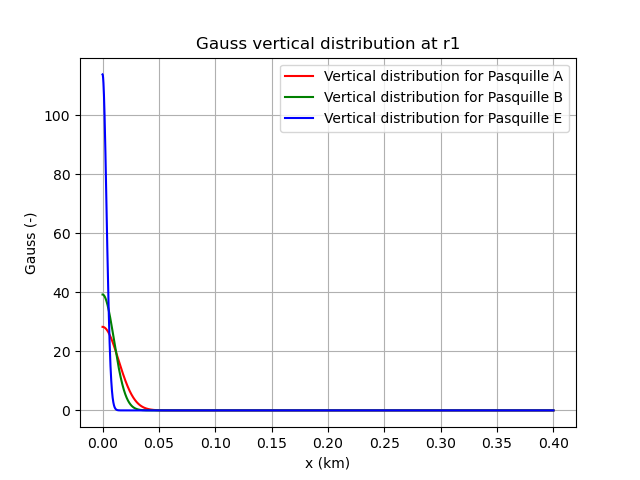 Gauss vertical distribution at r1
Vertical distribution for Pasquille A
Vertical distribution for Pasquille B
Vertical distribution for Pasquille E
Gauss (-)
100
80
60
40
20
0
0.00 0.05 0.10 0.15 0.20 0.25 0.30 0.35 0.40
x (km)